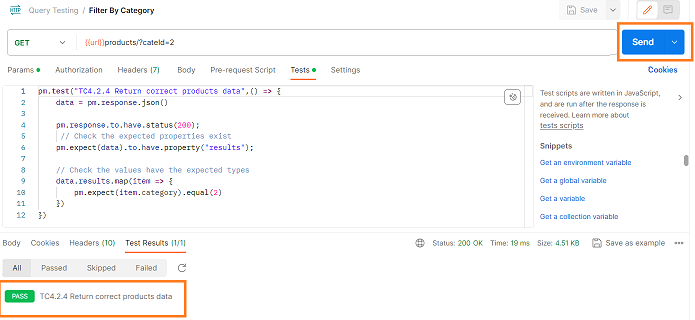 HTTP Query Testing / Filter By Category Save
GET {{url}}products/?cateId=2 Send
Params Authorization Headers (7) Body Pre-request Script Tests Settings Cookies
1 pm.test("TC4.2.4 Return correct products data",() => {
2 data = pm.response.json()
3
4 pm.response.to.have.status(200);
5 // Check the expected properties exist
6 pm.expect(data).to.have.property("results");
7
8 // Check the values have the expected types
9 data.results.map(item => {
10 pm.expect(item.category).equal(2)
11 })
12 })
Test scripts are written in JavaScript,
and are run after the response is
received. Learn more about
tests scripts
Snippets
Get an environment variable
Get a global variable
Get a variable
Get a collection variable
Body Cookies Headers (10) Test Results (1/1) Status: 200 OK Time: 19 ms Size: 4.51 KB Save as example
All Passed Skipped Failed
PASS TC4.2.4 Return correct products data